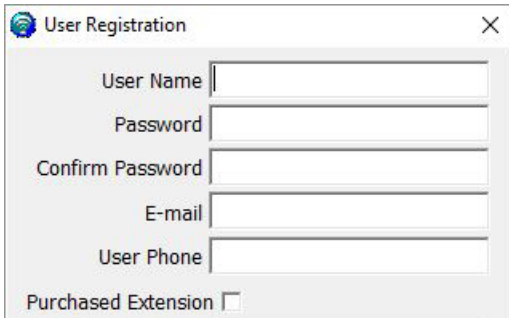 User Registration
User Name
Password
Confirm Password
E-mail
User Phone
Purchased Extension